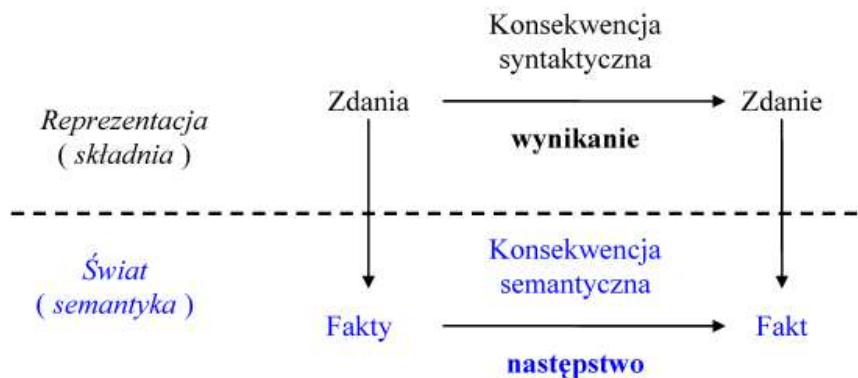 Konsekwencja
syntaktyczna
Reprezentacja
( składnia )
Zdania
Zdanie
wynikanie
Świat
( semantyka )
Konsekwencja
semantyczna
Fakty
Fakt
następstwo